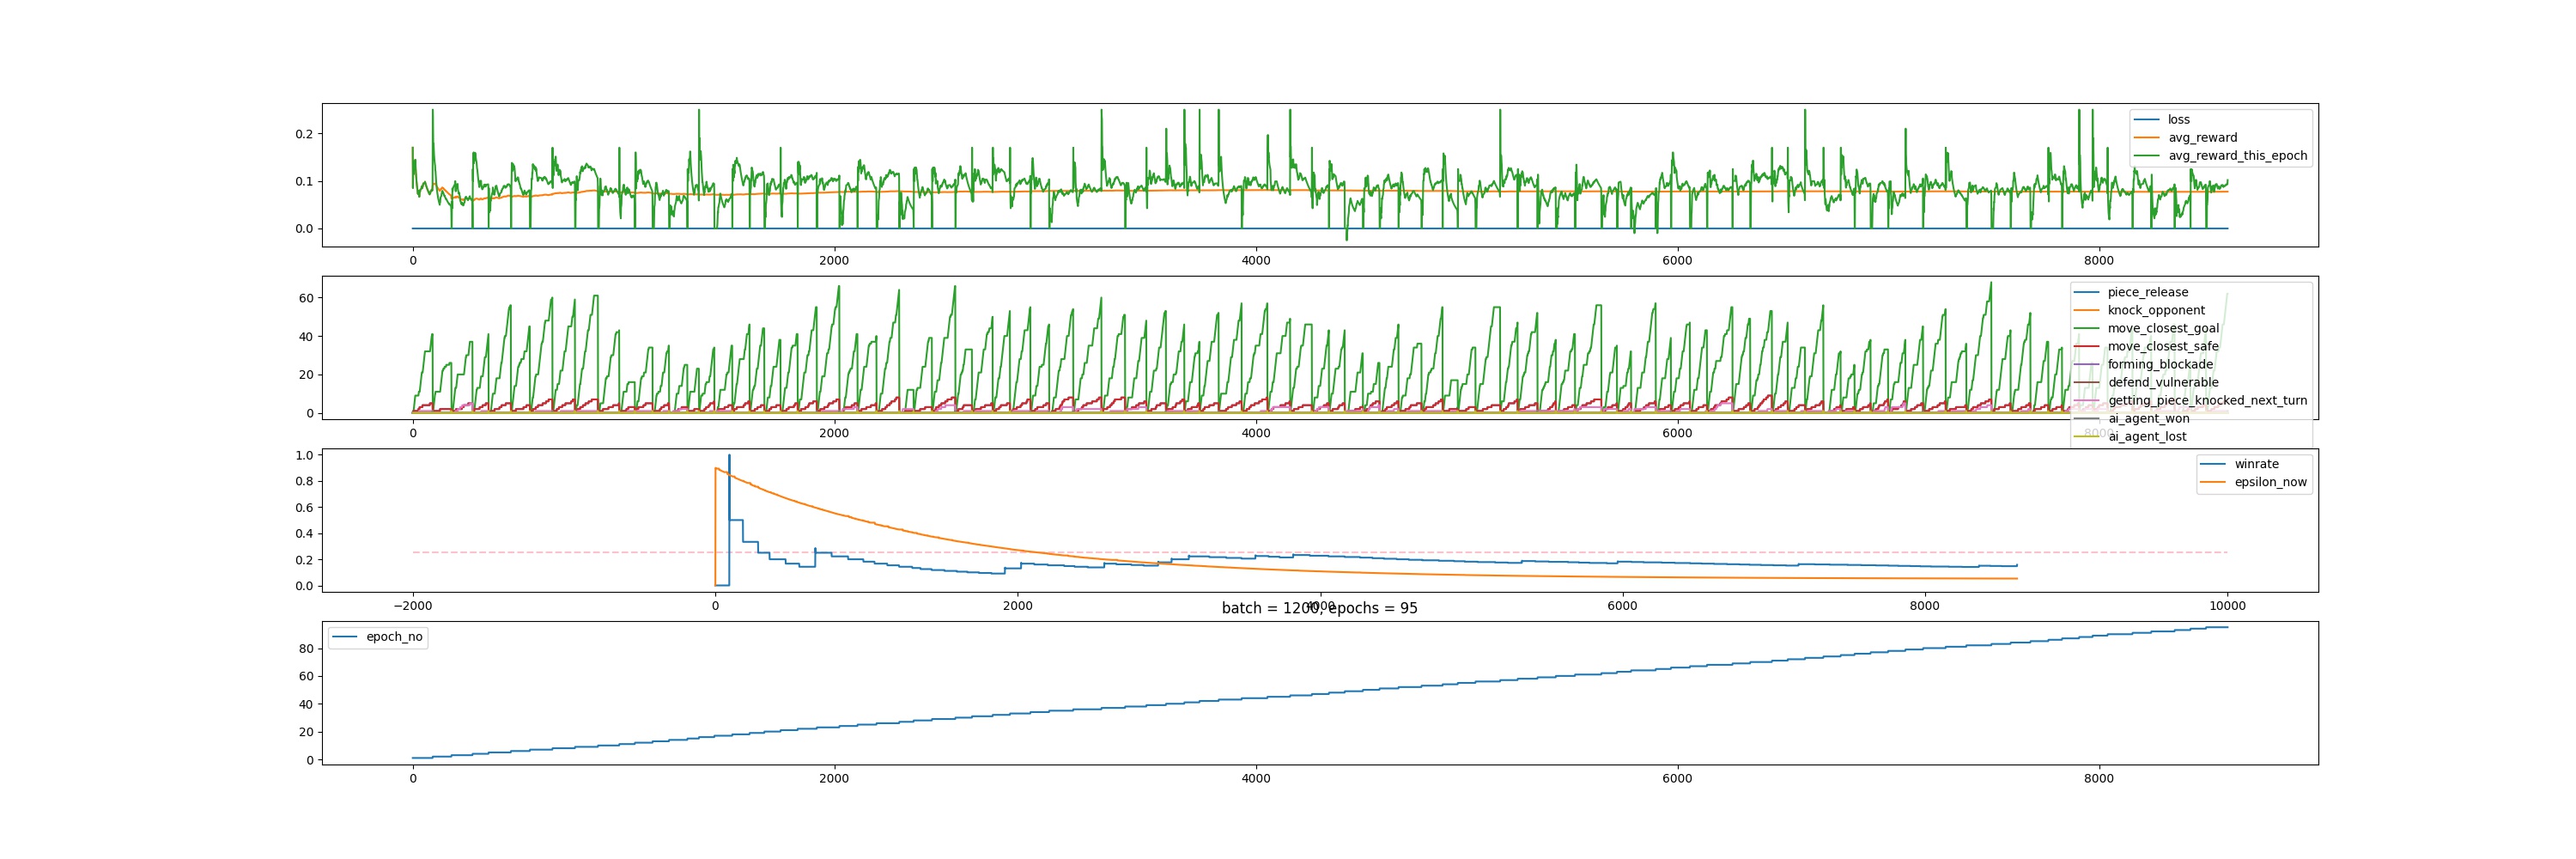 0.2
0.1
0.0
0 2000 4000 6000 8000
loss
avg_reward
avg_reward_this_epoch
60
40
20
0
0 2000 4000 6000 8000
piece_release
knock_opponent
move_closest_goal
move_closest_safe
forming_blockade
defend_vulnerable
getting_piece_knocked_next_turn
ai_agent_won
ai_agent_lost
1.0
0.8
0.6
0.4
0.2
0.0
−2000 0 2000 4000 6000 8000 10000
winrate
epsilon_now
batch = 1200, epochs = 95
epoch_no
80
60
40
20
0
0 2000 4000 6000 8000